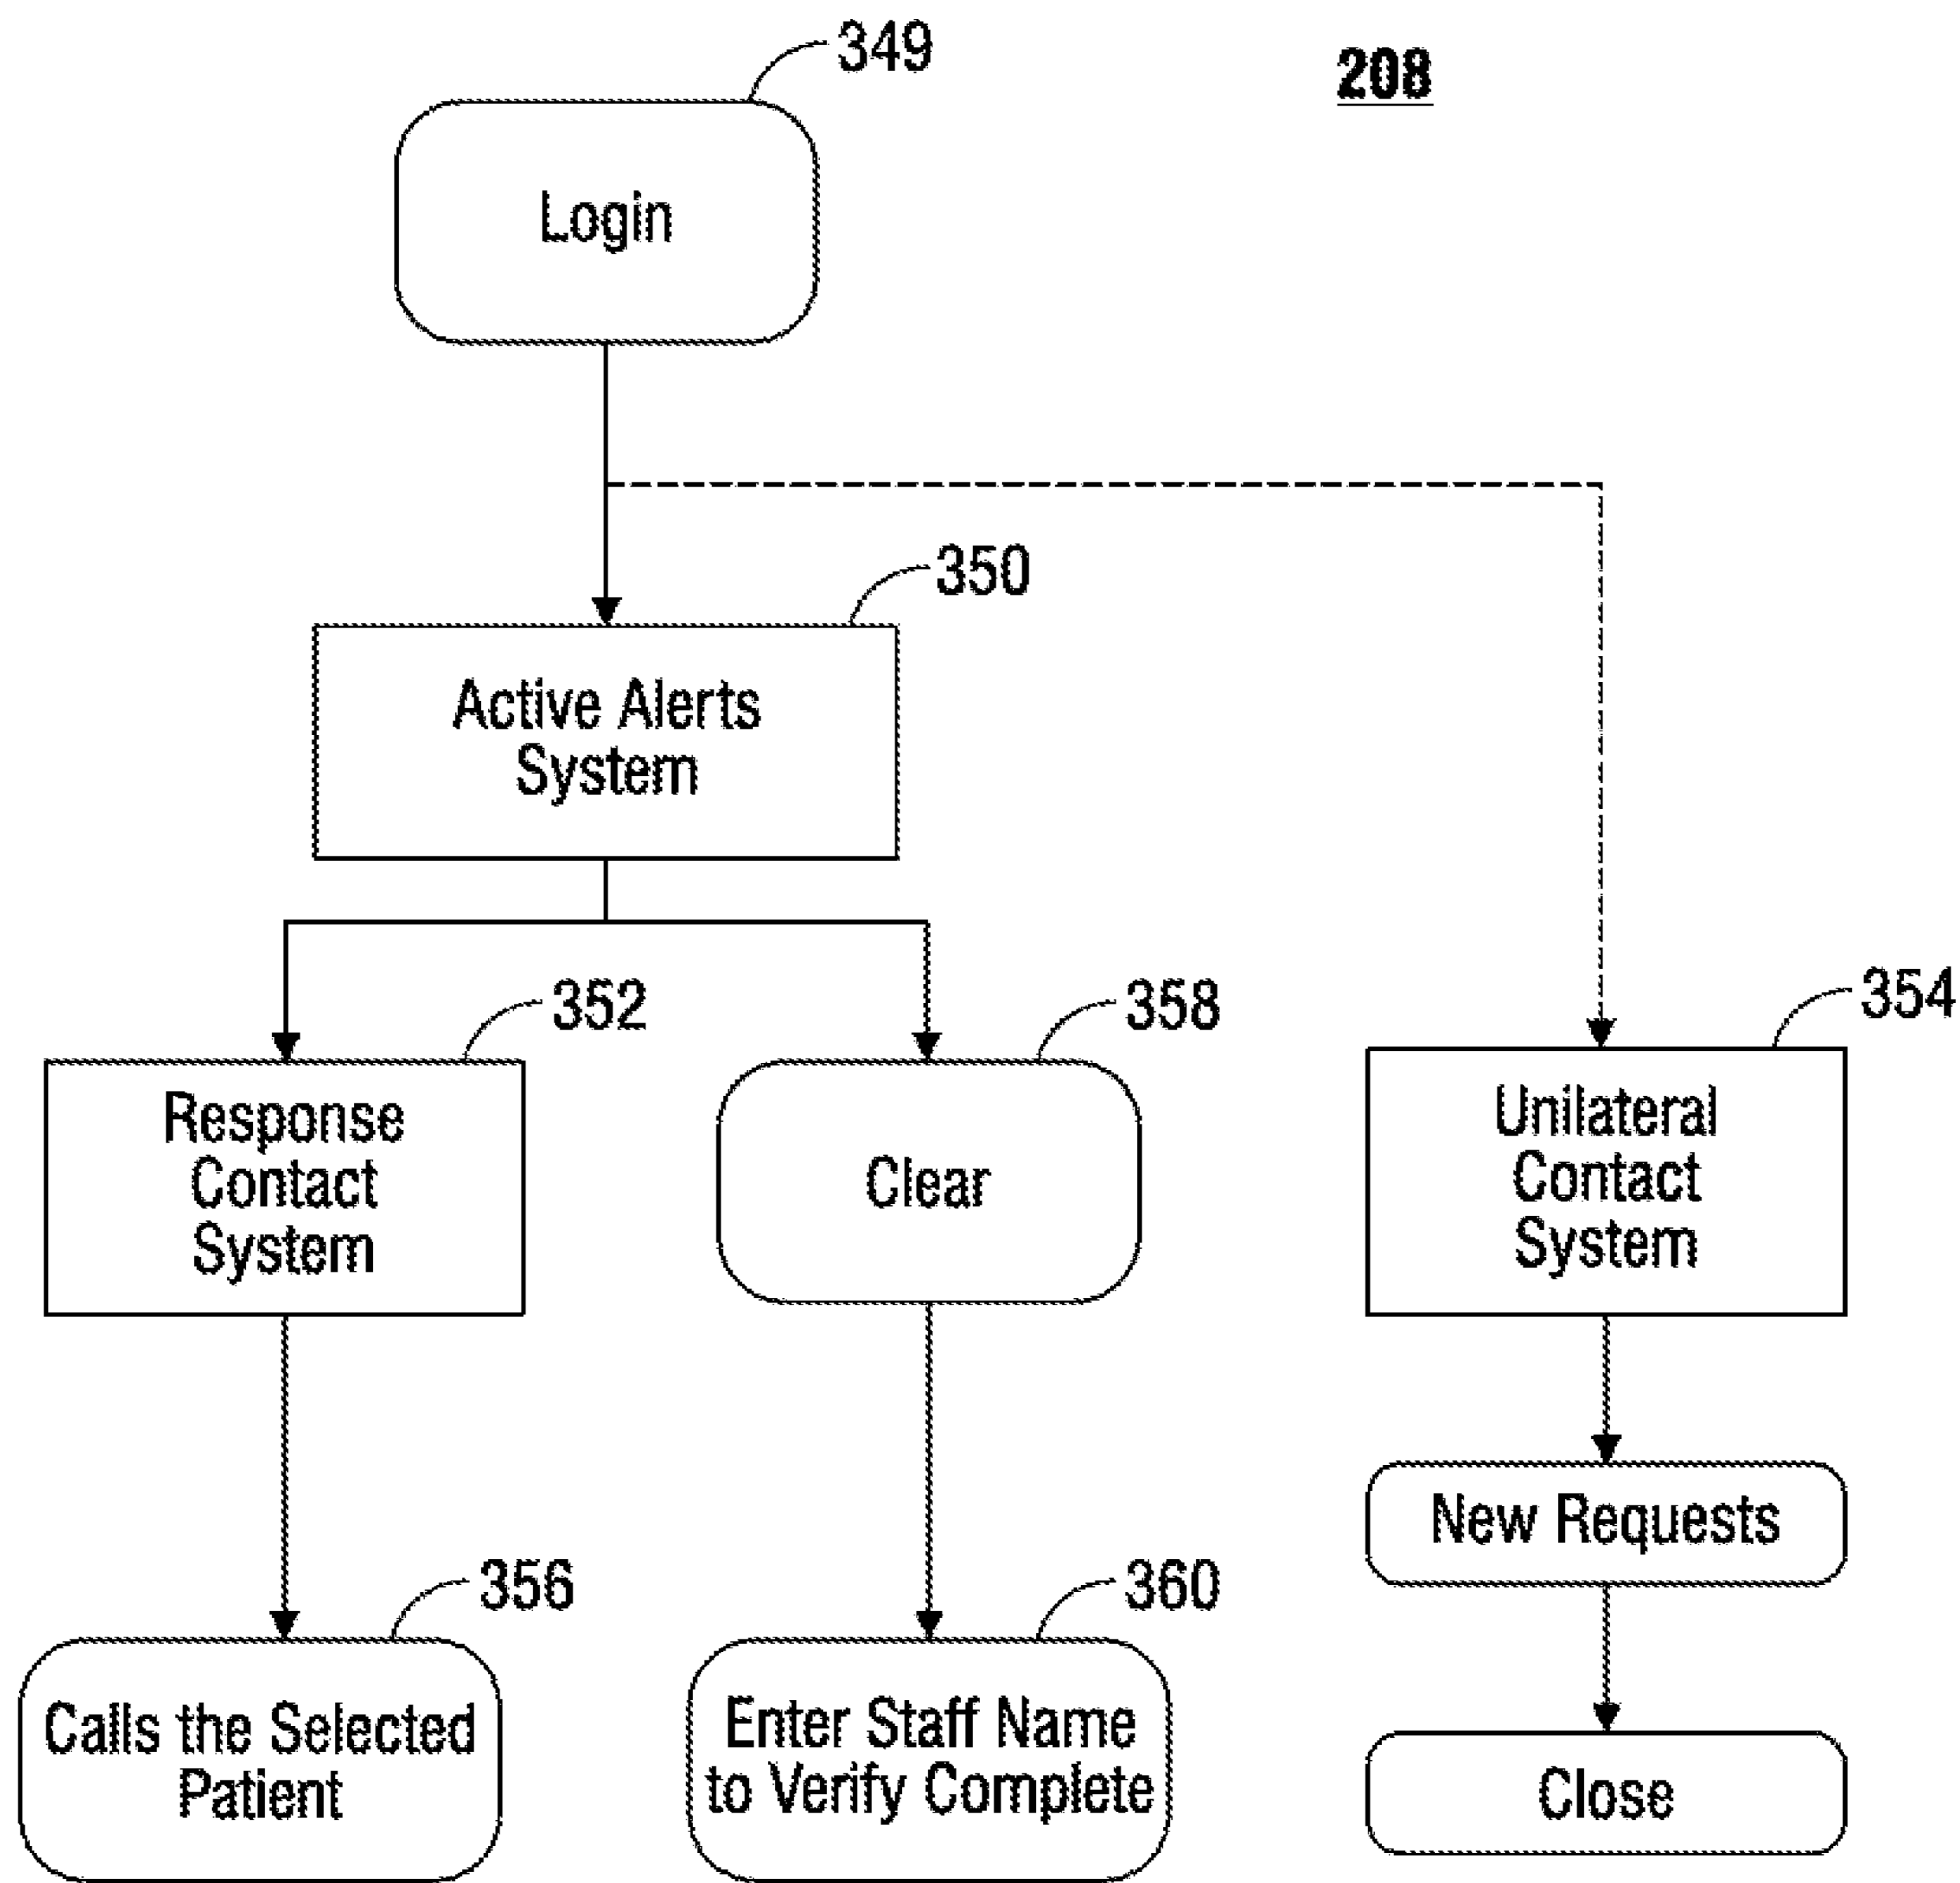 349
208
Login
350
Active Alerts
System
352
358
354
Response
Contact
System
Clear
Unilateral
Contact
System
New Requests
356
360
Calls the Selected
Patient
Enter Staff Name
to Verify Complete
Close